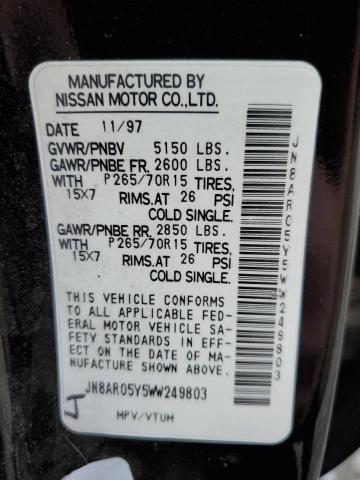 MANUFACTURED BY
NISSAN MOTOR CO.,LTD.
DATE 11/97
GVWR/PNBV 5150 LBS.
GAWR/PNBE FR. 2600 LBS.
WITH P265/70R15 TIRES,
15X7 RIMS.AT 26 PSI
COLD SINGLE.
GAWR/PNBE RR. 2850 LBS.
WITH P265/70R15 TIRES,
15X7 RIMS.AT 26 PSI
COLD SINGLE.
THIS VEHICLE CONFORMS
TO ALL APPLICABLE FED-
ERAL MOTOR VEHICLE SA-
FETY STANDARDS IN EFFE-
CT ON THE DATE OF MA-
NUFACTURE SHOWN ABOVE.
JN8AR05Y5WW249803
MPV/VTUM
J
JN8AR05Y5WW249803